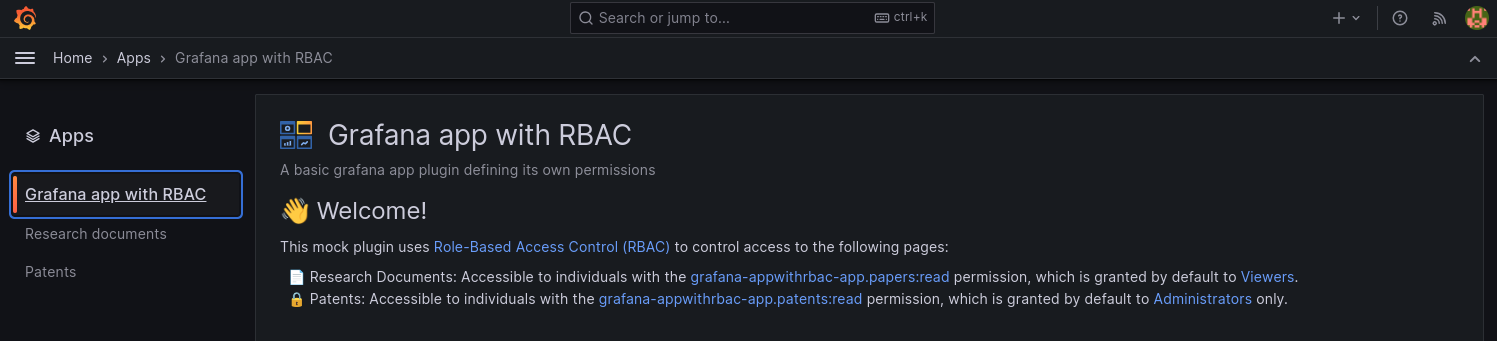 Search or jump to... ctrl+k
Home > Apps > Grafana app with RBAC
Apps
Grafana app with RBAC
Research documents
Patents
Grafana app with RBAC
A basic grafana app plugin defining its own permissions
👋 Welcome!
This mock plugin uses Role-Based Access Control (RBAC) to control access to the following pages:
📄 Research Documents: Accessible to individuals with the grafana-appwithrbac-app.papers:read permission, which is granted by default to Viewers.
🔒 Patents: Accessible to individuals with the grafana-appwithrbac-app.patents:read permission, which is granted by default to Administrators only.